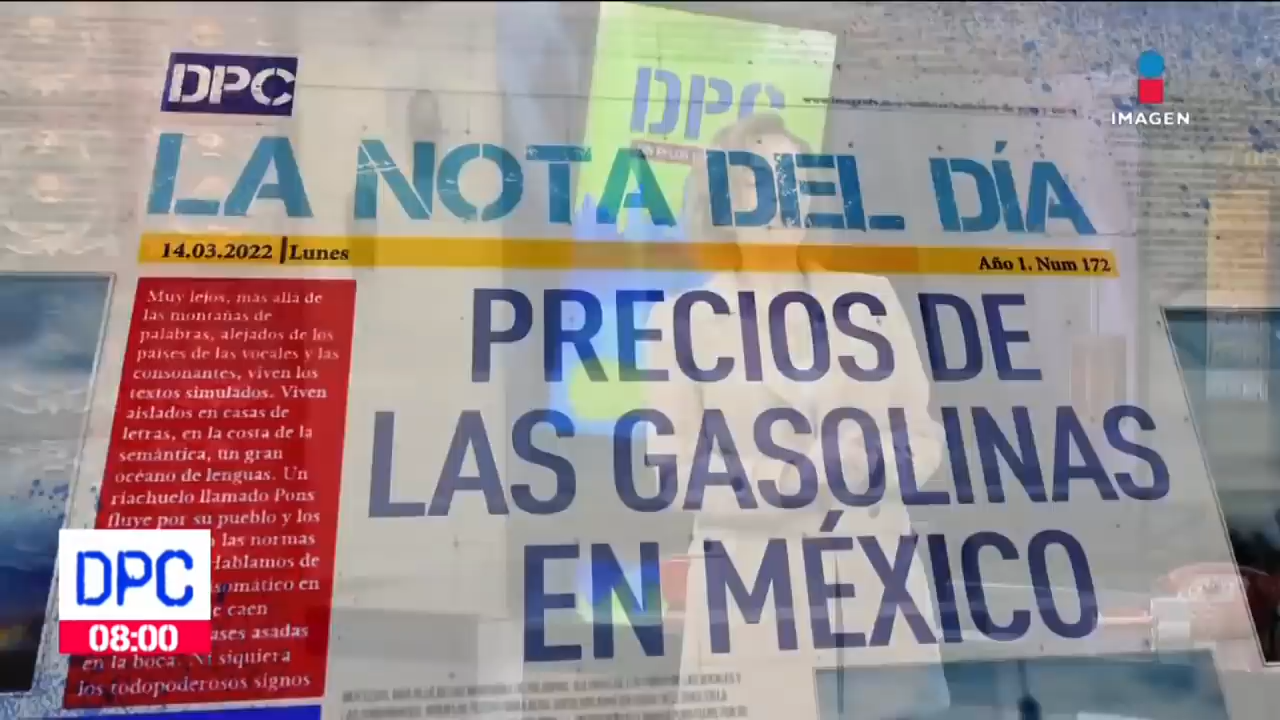 DPC
DPC
IMAGEN
LA NOTA DEL DÍA
14.03.2022 | Lunes
Año 1. Num 172
Muy lejos, más allá de
las montañas de
palabras, alejados de los
países de las vocales y las
consonantes, viven los
textos simulados. Viven
aislados en casas de
letras, en la costa de la
semántica, un gran
océano de lenguas. Un
riachuelo llamado Pons
fluye por su pueblo y los
las normas
Hablamos de
en
caen
asadas
en la boca. Ni siquiera
los todopoderosos signos
PRECIOS DE
LAS GASOLINAS
EN MÉXICO
DPC
08:00